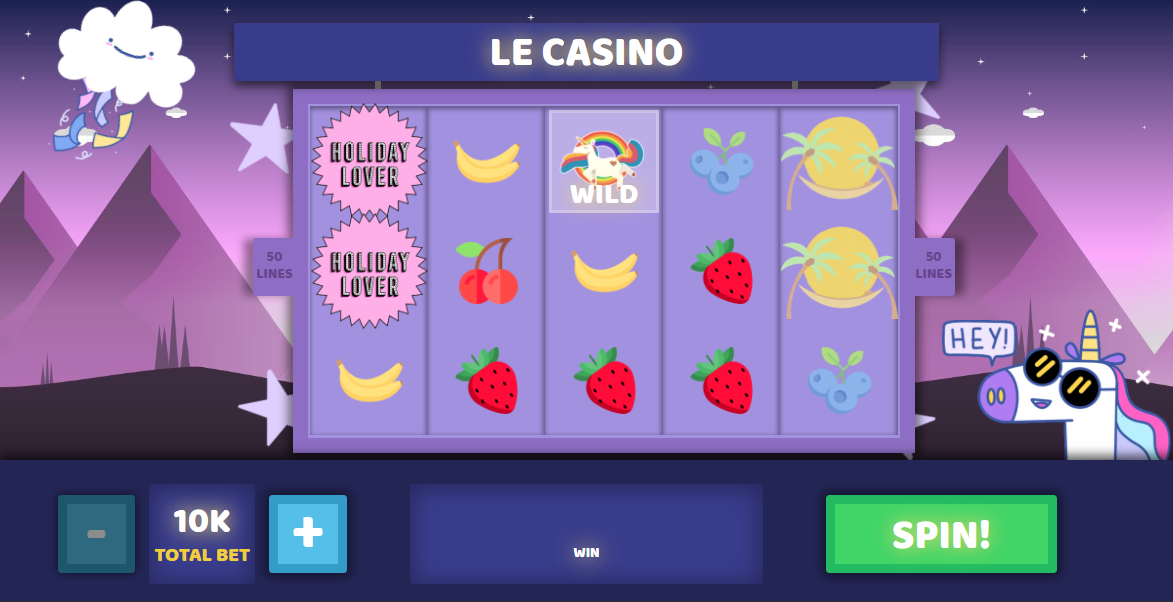 LE CASINO
HOLIDAY
LOVER
WILD
HOLIDAY
LOVER
50
LINES
50
LINES
HEY!
-
10K
TOTAL BET
+
WIN
SPIN!